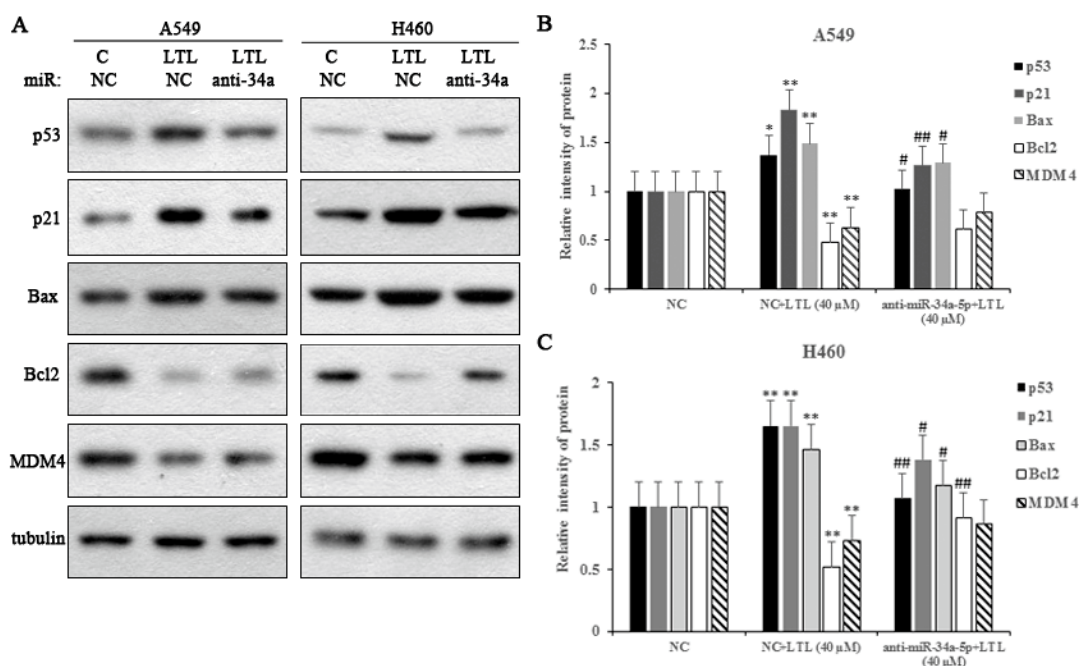 A
A549
H460
C LTL LTL C LTL LTL
miR: NC NC anti-34a NC NC anti-34a
p53
p21
Bax
Bcl2
MDM4
tubulin
B
A549
Relative intensity of protein
2.5
2
1.5
1
0.5
0
* ** ** ** **
# ## #
NC
NC+LTL (40 µM)
anti-miR-34a-5p+LTL
(40 µM)
p53
p21
Bax
Bcl2
MDM4
C
H460
Relative intensity of protein
2
1.5
1
0.5
0
** ** ** ** **
## # # ##
NC
NC+LTL (40 µM)
anti-miR-34a-5p+LTL
(40 µM)
p53
p21
Bax
Bcl2
MDM4